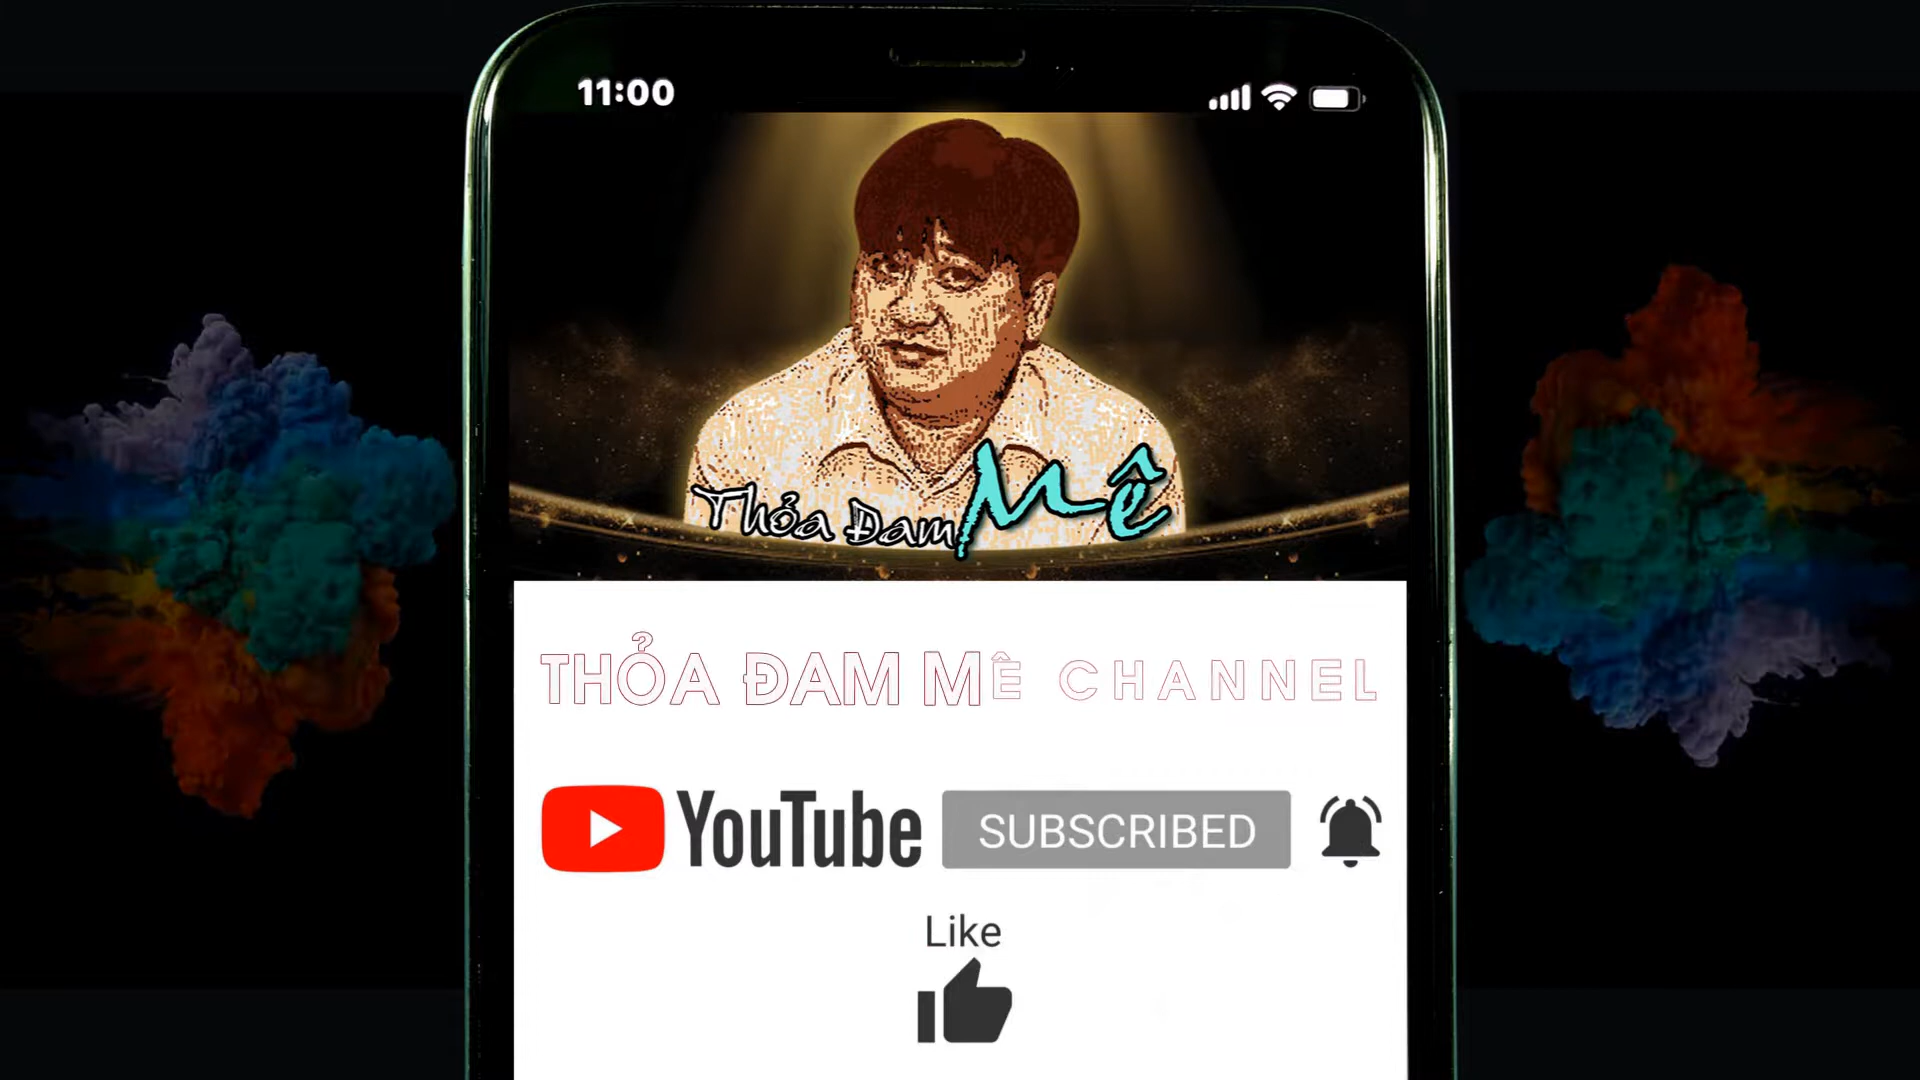 11:00
Thỏa Đam Mê
THỎA ĐAM MÊ CHANNEL
YouTube SUBSCRIBED
Like